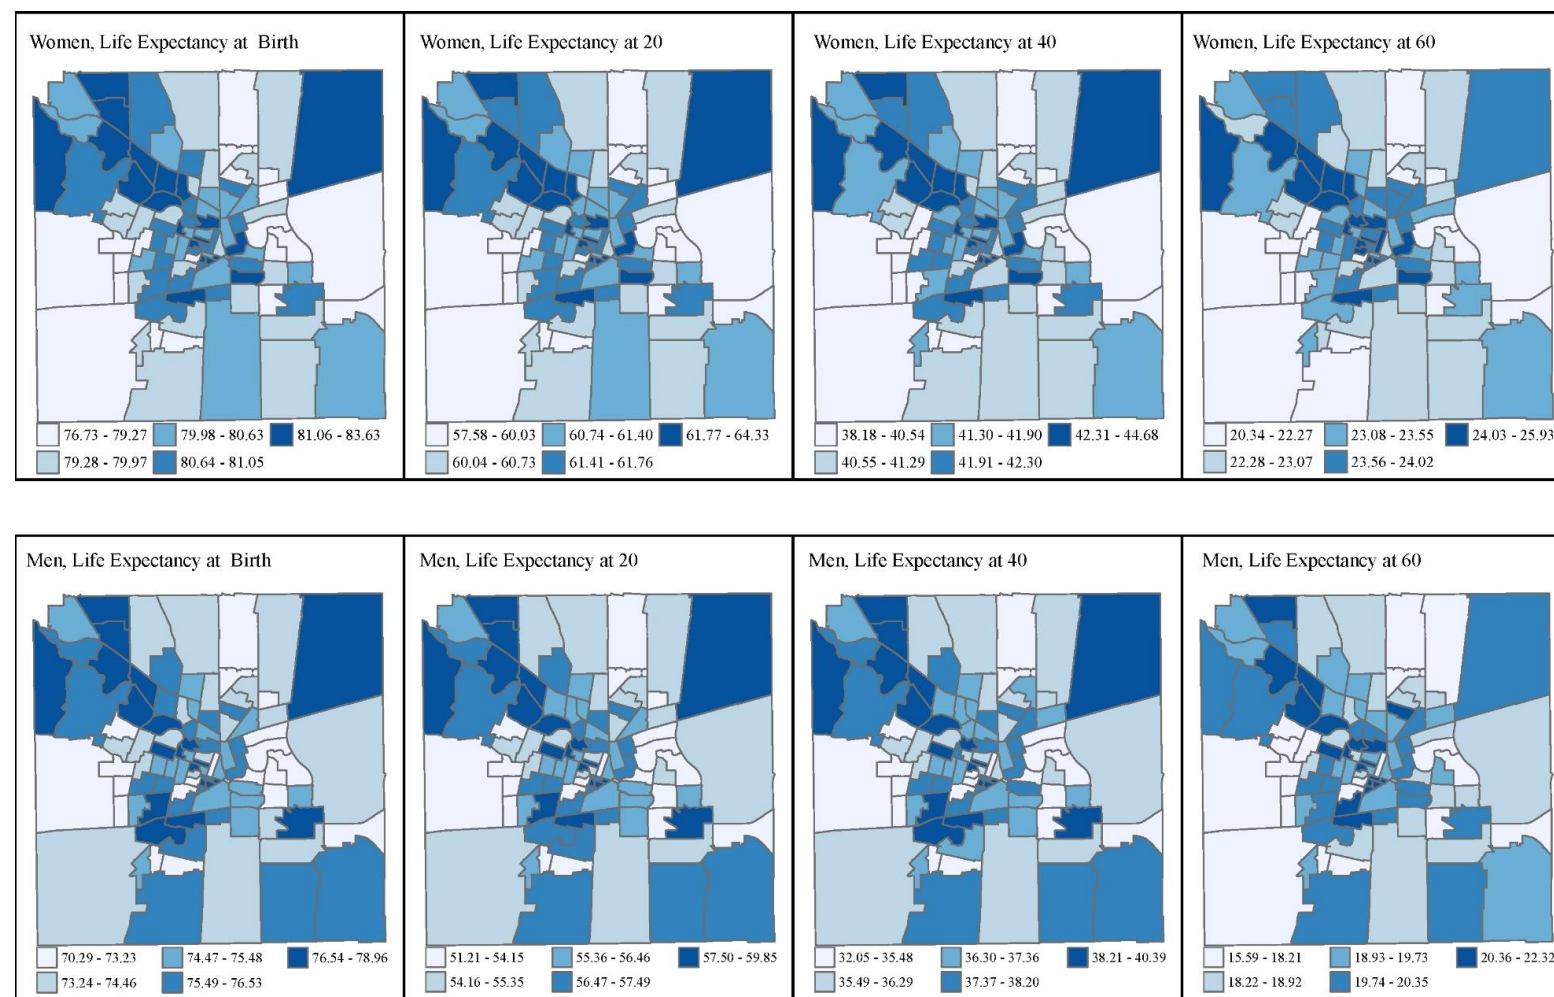 Women, Life Expectancy at Birth
Women, Life Expectancy at 20
Women, Life Expectancy at 40
Women, Life Expectancy at 60
76.73 - 79.27 79.98 - 80.63 81.06 - 83.63
79.28 - 79.97 80.64 - 81.05
57.58 - 60.03 60.74 - 61.40 61.77 - 64.33
60.04 - 60.73 61.41 - 61.76
38.18 - 40.54 41.30 - 41.90 42.31 - 44.68
40.55 - 41.29 41.91 - 42.30
20.34 - 22.27 23.08 - 23.55 24.03 - 25.93
22.28 - 23.07 23.56 - 24.02
Men, Life Expectancy at Birth
Men, Life Expectancy at 20
Men, Life Expectancy at 40
Men, Life Expectancy at 60
70.29 - 73.23 74.47 - 75.48 76.54 - 78.96
73.24 - 74.46 75.49 - 76.53
51.21 - 54.15 55.36 - 56.46 57.50 - 59.85
54.16 - 55.35 56.47 - 57.49
32.05 - 35.48 36.30 - 37.36 38.21 - 40.39
35.49 - 36.29 37.37 - 38.20
15.59 - 18.21 18.93 - 19.73 20.36 - 22.32
18.22 - 18.92 19.74 - 20.35